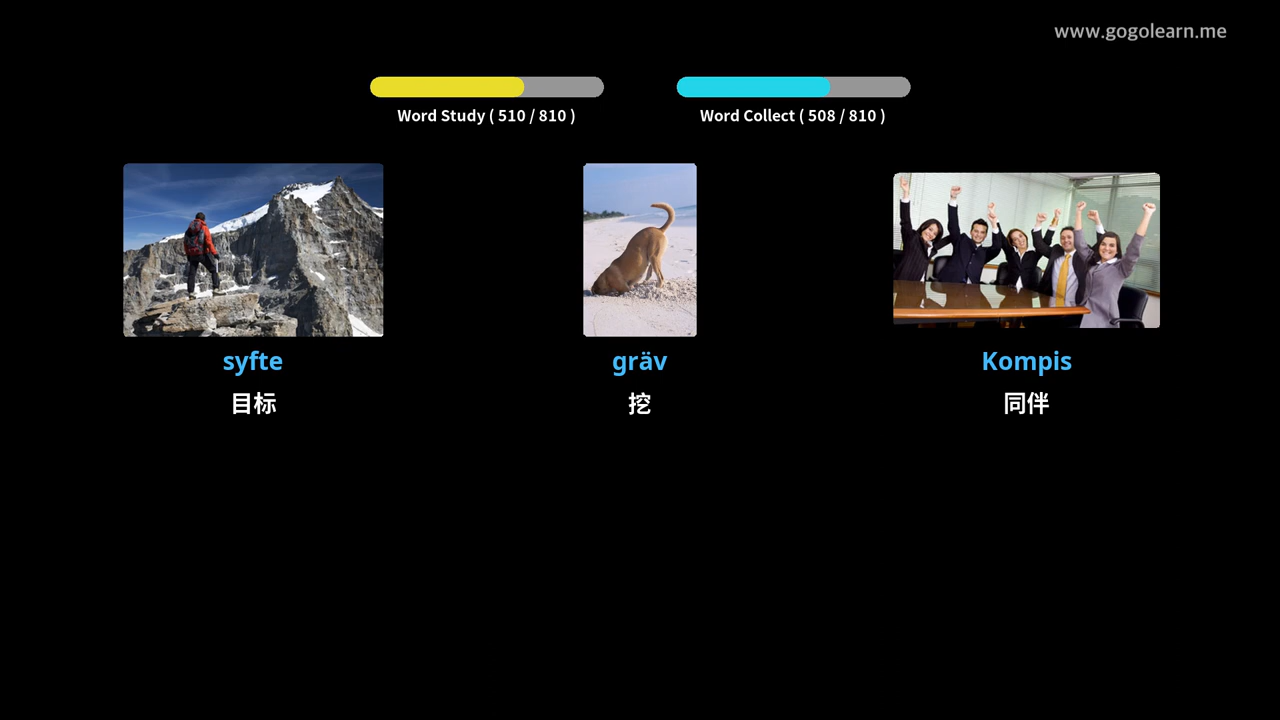 www.gogolearn.me
Word Study ( 510 / 810 )
Word Collect ( 508 / 810 )
syfte
gräv
Kompis
目标
挖
同伴